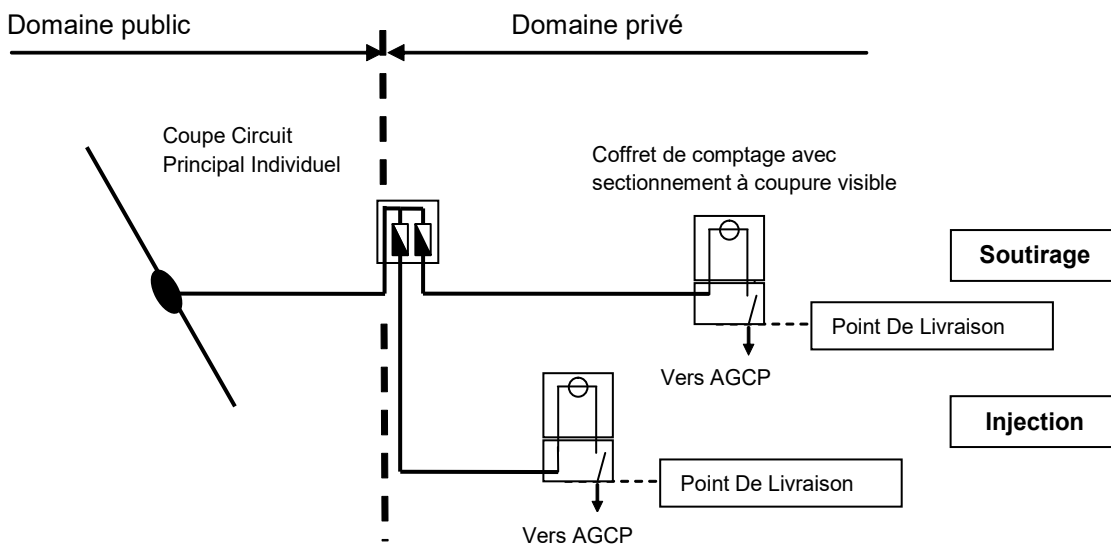 Domaine public
Domaine privé
Coupe Circuit
Principal Individuel
Coffret de comptage avec
sectionnement à coupure visible
Soutirage
Point De Livraison
Vers AGCP
Injection
Point De Livraison
Vers AGCP